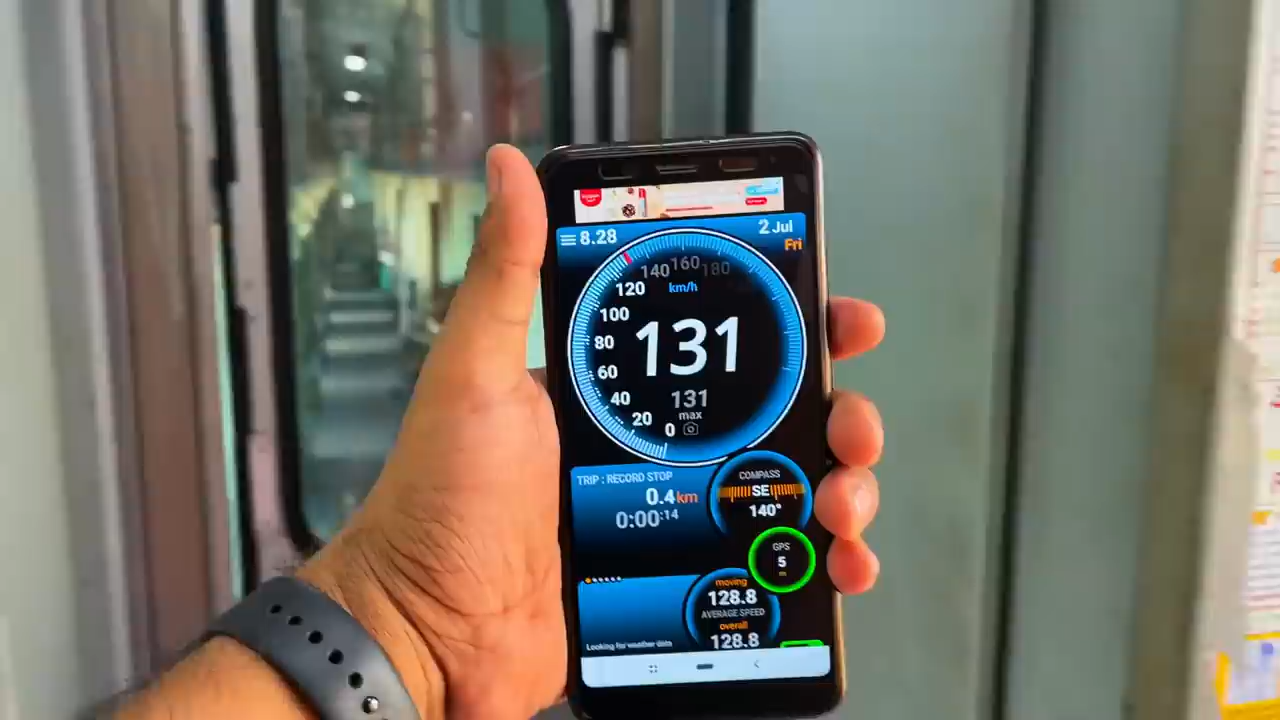 8.28
2 Jul
Fri
140 160 180
120
km/h
100
131
80
60
40
131
max
20
0
TRIP : RECORD STOP
0.4km
0:00:14
COMPASS
SE
140°
GPS
5
m
moving
128.8
AVERAGE SPEED
overall
128.8
Looking for weather data